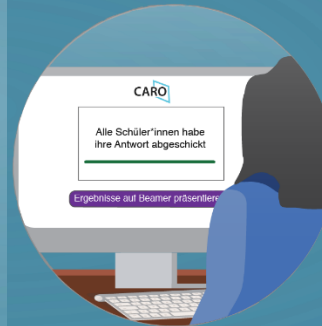 CARO
Alle Schüler*innen habe
ihre Antwort abgeschickt
Ergebnisse auf Beamer präsentiere